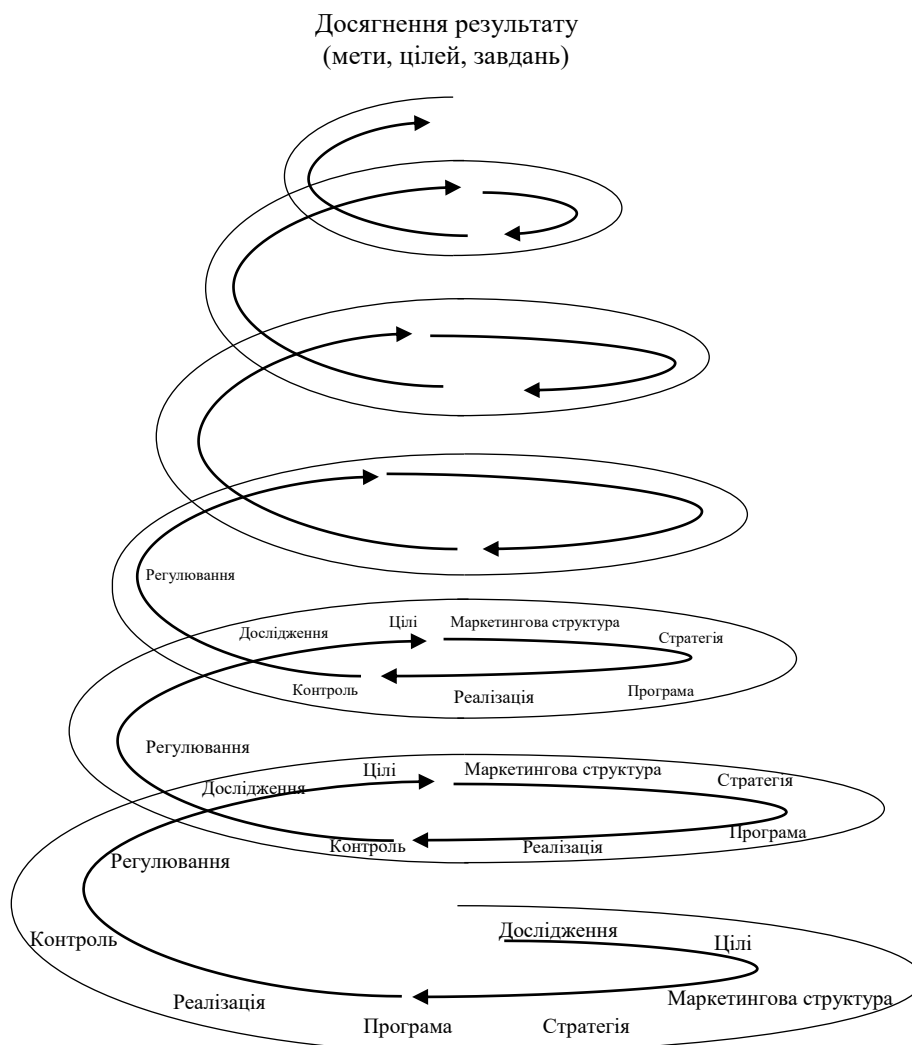 Досягнення результату
(мети, цілей, завдань)
Регулювання
Дослідження Цілі Маркетингова структура Стратегія
Контроль Реалізація Програма
Регулювання
Дослідження Цілі Маркетингова структура Стратегія
Контроль Реалізація Програма
Регулювання
Дослідження Цілі
Контроль
Реалізація Програма Стратегія Маркетингова структура